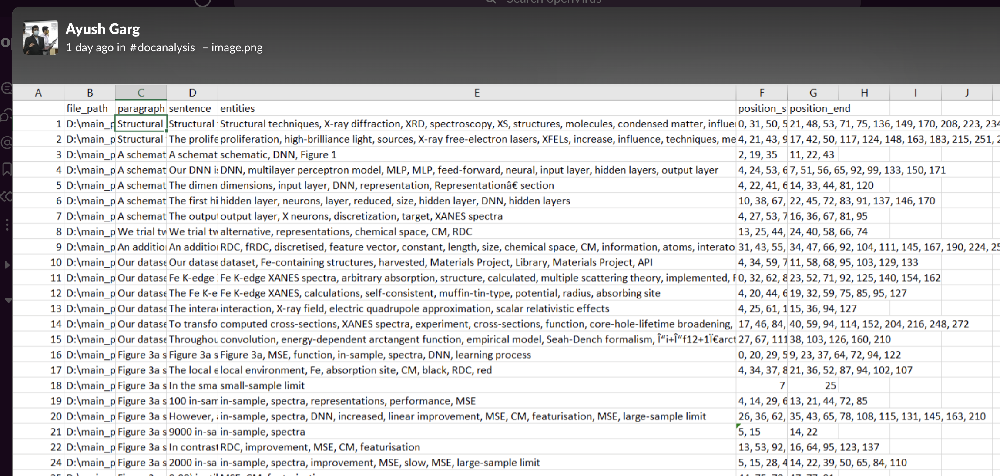 Search openVirus
Ayush Garg
1 day ago in #docanalysis – image.png
A B C D E F G H I J
file_path paragraph sentence entities position_s position_end
1 D:\main_p Structural Structural Structural techniques, X-ray diffraction, XRD, spectroscopy, XS, structures, molecules, condensed matter, influe 0, 31, 50, 5 21, 48, 53, 71, 75, 136, 149, 170, 208, 223, 234
2 D:\main_p Structural The prolife proliferation, high-brilliance light, sources, X-ray free-electron lasers, XFELs, increase, influence, techniques, me 4, 21, 43, 9 17, 42, 50, 117, 124, 148, 163, 183, 215, 251, 2
3 D:\main_p A schemat A schemat schematic, DNN, Figure 1 2, 19, 35 11, 22, 43
4 D:\main_p A schemat Our DNN i DNN, multilayer perceptron model, MLP, MLP, feed-forward, neural, input layer, hidden layers, output layer 4, 24, 53, 6 7, 51, 56, 65, 92, 99, 133, 150, 171
5 D:\main_p A schemat The dimen dimensions, input layer, DNN, representation, Representationâ€ section 4, 22, 41, 6 14, 33, 44, 81, 120
6 D:\main_p A schemat The first hi hidden layer, neurons, layer, reduced, size, hidden layer, DNN, hidden layers 10, 38, 67, 22, 45, 72, 83, 91, 137, 146, 170
7 D:\main_p A schemat The output output layer, X neurons, discretization, target, XANES spectra 4, 27, 53, 7 16, 36, 67, 81, 95
8 D:\main_p We trial tw We trial tw alternative, representations, chemical space, CM, RDC 13, 25, 44, 24, 40, 58, 66, 74
9 D:\main_p An additio An additio RDC, fRDC, discretised, feature vector, constant, length, size, chemical space, CM, information, atoms, interato 31, 43, 55, 34, 47, 66, 92, 104, 111, 145, 167, 190, 224, 25
10 D:\main_p Our datase Our datase dataset, Fe-containing structures, harvested, Materials Project, Library, Materials Project, API 4, 34, 59, 7 11, 58, 68, 95, 103, 129, 133
11 D:\main_p Our datase Fe K-edge Fe K-edge XANES spectra, arbitrary absorption, structure, calculated, multiple scattering theory, implemented, F 0, 32, 62, 8 23, 52, 71, 92, 125, 140, 154, 162
12 D:\main_p Our datase The Fe K-e Fe K-edge XANES, calculations, self-consistent, muffin-tin-type, potential, radius, absorbing site 4, 20, 44, 6 19, 32, 59, 75, 85, 95, 127
13 D:\main_p Our datase The intera interaction, X-ray field, electric quadrupole approximation, scalar relativistic effects 4, 25, 61, 1 15, 36, 94, 127
14 D:\main_p Our datase To transfo computed cross-sections, XANES spectra, experiment, cross-sections, function, core-hole-lifetime broadening, 17, 46, 84, 40, 59, 94, 114, 152, 204, 216, 248, 272
15 D:\main_p Our datase Throughou convolution, energy-dependent arctangent function, empirical model, Seah-Dench formalism, Î“i+Î“f12+1Ï€arct 27, 67, 111 38, 103, 126, 160, 210
16 D:\main_p Figure 3a s Figure 3a s Figure 3a, MSE, function, in-sample, spectra, DNN, learning process 0, 20, 29, 5 9, 23, 37, 64, 72, 94, 122
17 D:\main_p Figure 3a s The local e local environment, Fe, absorption site, CM, black, RDC, red 4, 34, 37, 8 21, 36, 52, 87, 94, 102, 107
18 D:\main_p Figure 3a s In the sma small-sample limit 7 25
19 D:\main_p Figure 3a s 100 in-sam in-sample, spectra, representations, performance, MSE 4, 14, 29, 6 13, 21, 44, 72, 85
20 D:\main_p Figure 3a s However, in-sample, spectra, DNN, increased, linear improvement, MSE, CM, featurisation, MSE, large-sample limit 26, 36, 62, 35, 43, 65, 78, 108, 115, 131, 145, 163, 210
21 D:\main_p Figure 3a s 9000 in-sa in-sample, spectra 5, 15 14, 22
22 D:\main_p Figure 3a s In contrast RDC, improvement, MSE, CM, featurisation 13, 53, 92, 16, 64, 95, 123, 137
24 D:\main_p Figure 3a s 2000 in-sa in-sample, spectra, improvement, MSE, slow, MSE, large-sample limit 5, 15, 28, 4 14, 22, 39, 50, 65, 84, 110